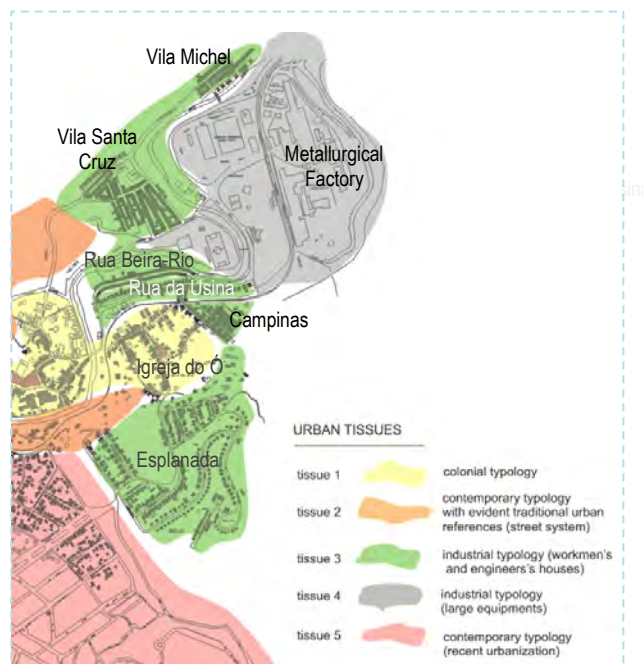 Vila Michel
Vila Santa
Cruz
Metallurgical
Factory
Rua Beira-Rio
Rua da Usina
Campinas
Igreja do Ó
Esplanada
URBAN TISSUES
tissue 1
colonial typology
tissue 2
contemporary typology
with evident traditional urban
references (street system)
tissue 3
industrial typology (workmen's
and engineers's houses)
tissue 4
industrial typology
(large equipments)
tissue 5
contemporary typology
(recent urbanization)